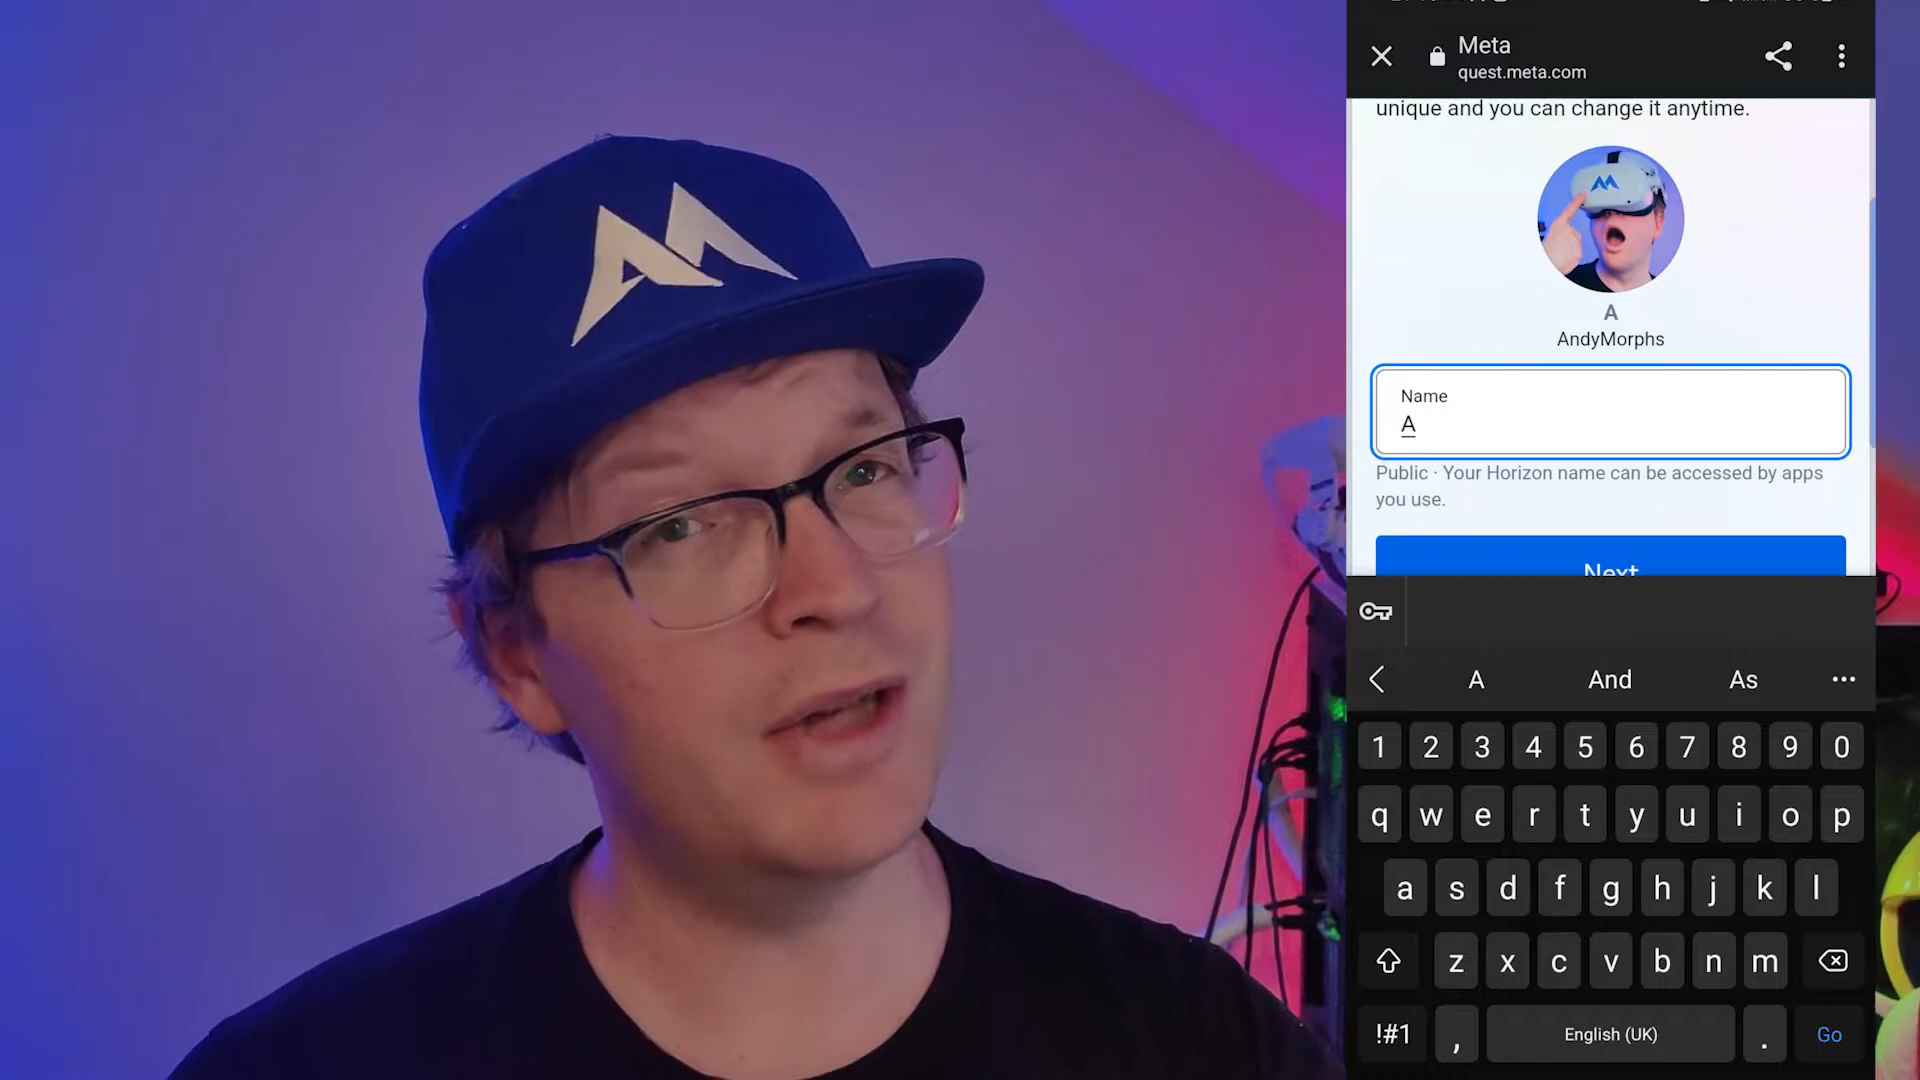 Meta
quest.meta.com
unique and you can change it anytime.
A
AndyMorphs
Name
A
Public · Your Horizon name can be accessed by apps
you use.
Next
A And As
1 2 3 4 5 6 7 8 9 0
q w e r t y u i o p
a s d f g h j k l
z x c v b n m
!#1 , English (UK) . Go